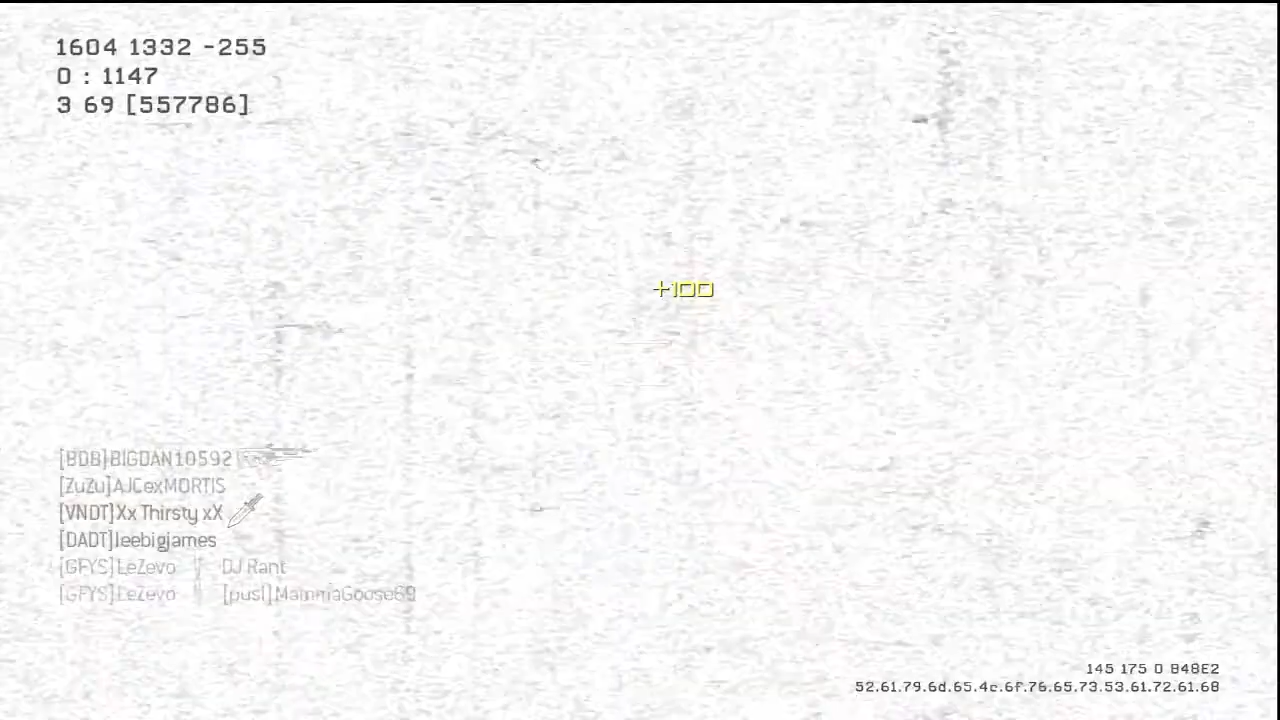 1604 1332 -255
0 : 1147
3 69 [557786]
+100
[BDB]BIGDAN10592
[ZuZu]AJCexMORTIS
[VNDT]Xx Thirsty xX
[DADT]leebigjames
[GFYS]LeZevo DJ Rant
[GFYS]LeZevo [pusl]MammaGoose69
145 175 0 B48E2
52.61.79.6d.65.4c.6f.76.65.73.53.61.72.61.68